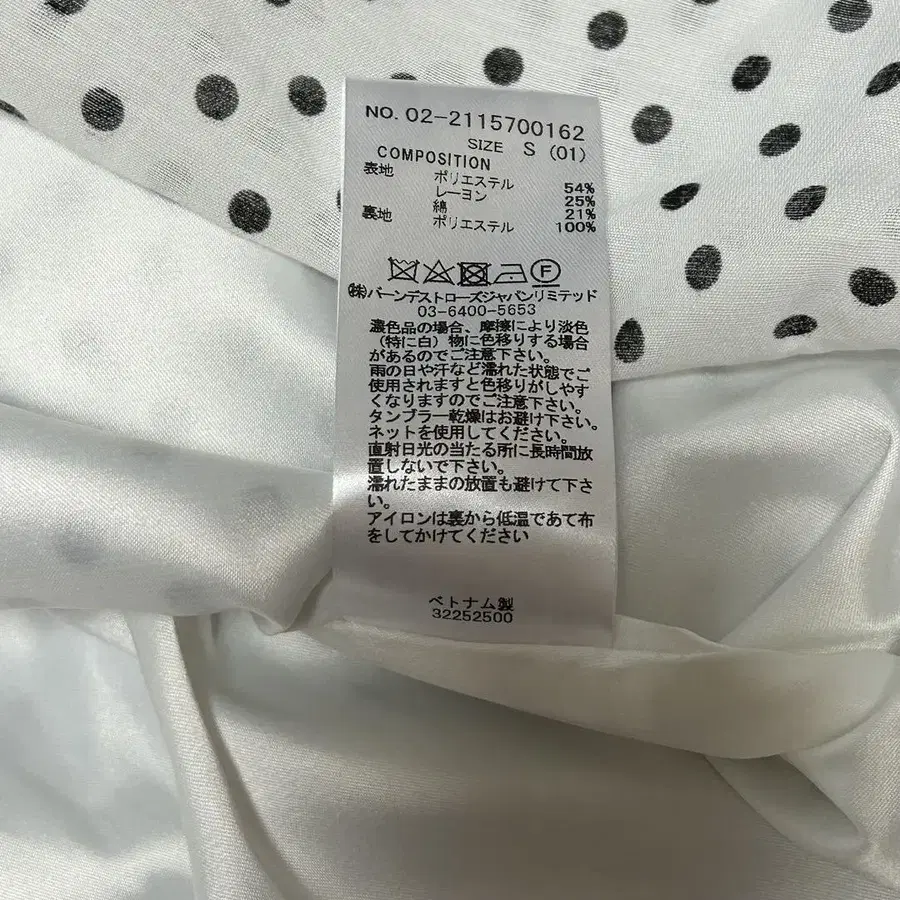 NO. 02-2115700162
SIZE S (01)
COMPOSITION
表地 ポリエステル 54%
レーヨン 25%
綿 21%
裏地 ポリエステル 100%
F
㈱バーンデストローズジャパンリミテッド
03-6400-5653
濃色品の場合、摩擦により淡色
(特に白)物に色移りする場合
があるのでご注意下さい。
雨の日や汗など濡れた状態でご
使用されますと色移りがしやす
くなりますのでご注意下さい。
タンブラー乾燥はお避け下さい。
ネットを使用してください。
直射日光の当たる所に長時間放
置しないで下さい。
濡れたままの放置も避けて下さ
い。
アイロンは裏から低温であて布
をしてかけてください
ベトナム製
32252500